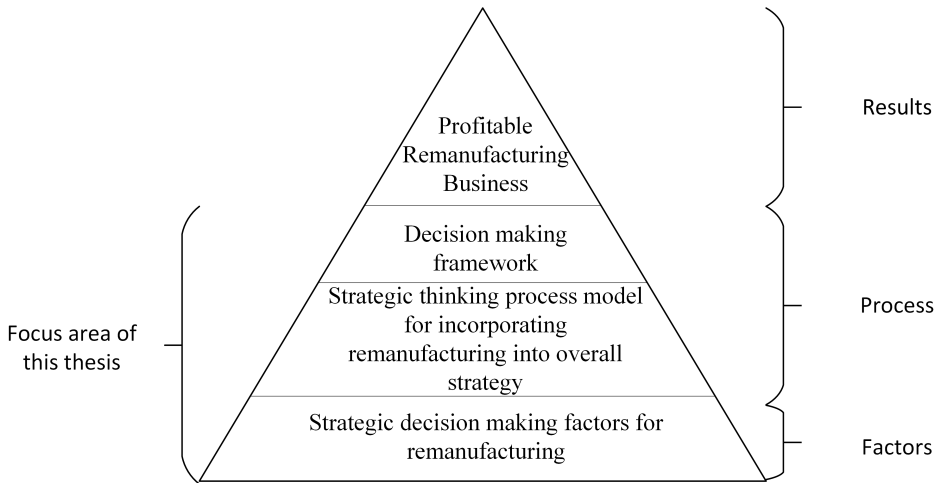 Profitable
Remanufacturing
Business
Results
Decision making
framework
Strategic thinking process model
for incorporating
remanufacturing into overall
strategy
Process
Focus area of
this thesis
Strategic decision making factors for
remanufacturing
Factors